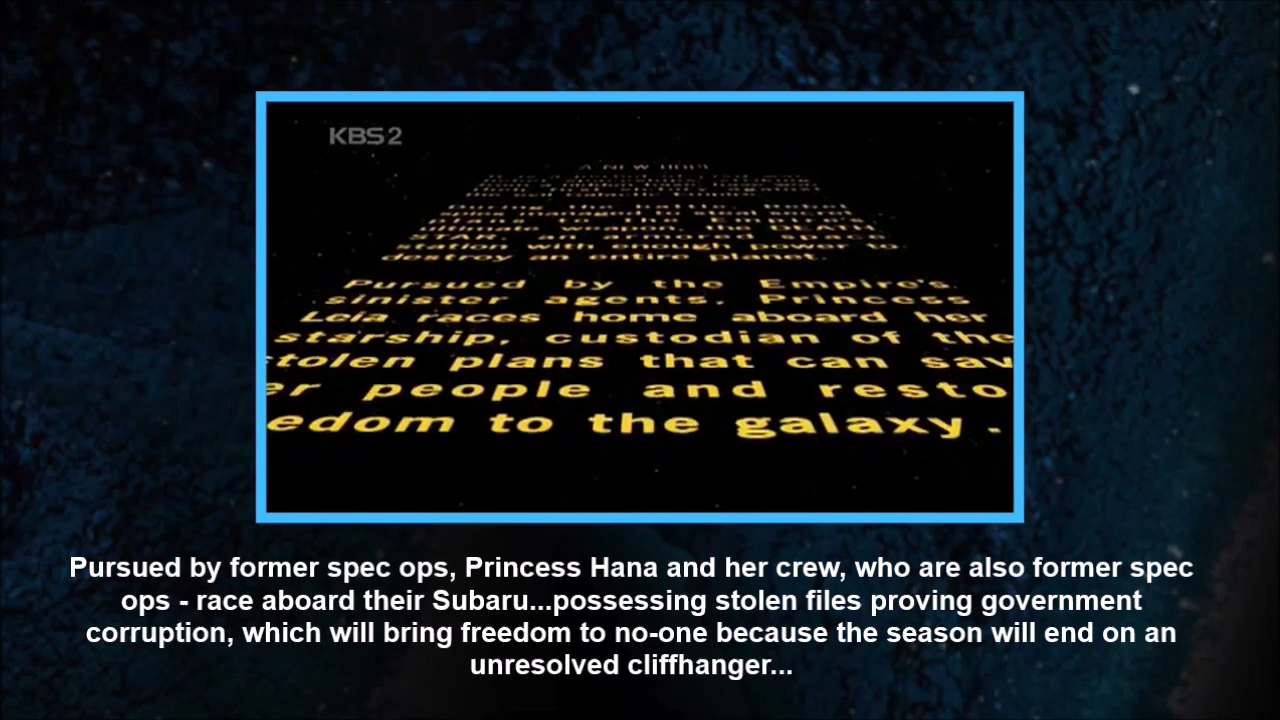 KBS2
A NEW HOPE
station with enough power to
destroy an entire planet.
Pursued by the Empire's
sinister agents, Princess
Leia races home aboard her
starship, custodian of the
tolen plans that can sav
er people and resto
edom to the galaxy.
Pursued by former spec ops, Princess Hana and her crew, who are also former spec
ops - race aboard their Subaru...possessing stolen files proving government
corruption, which will bring freedom to no-one because the season will end on an
unresolved cliffhanger...